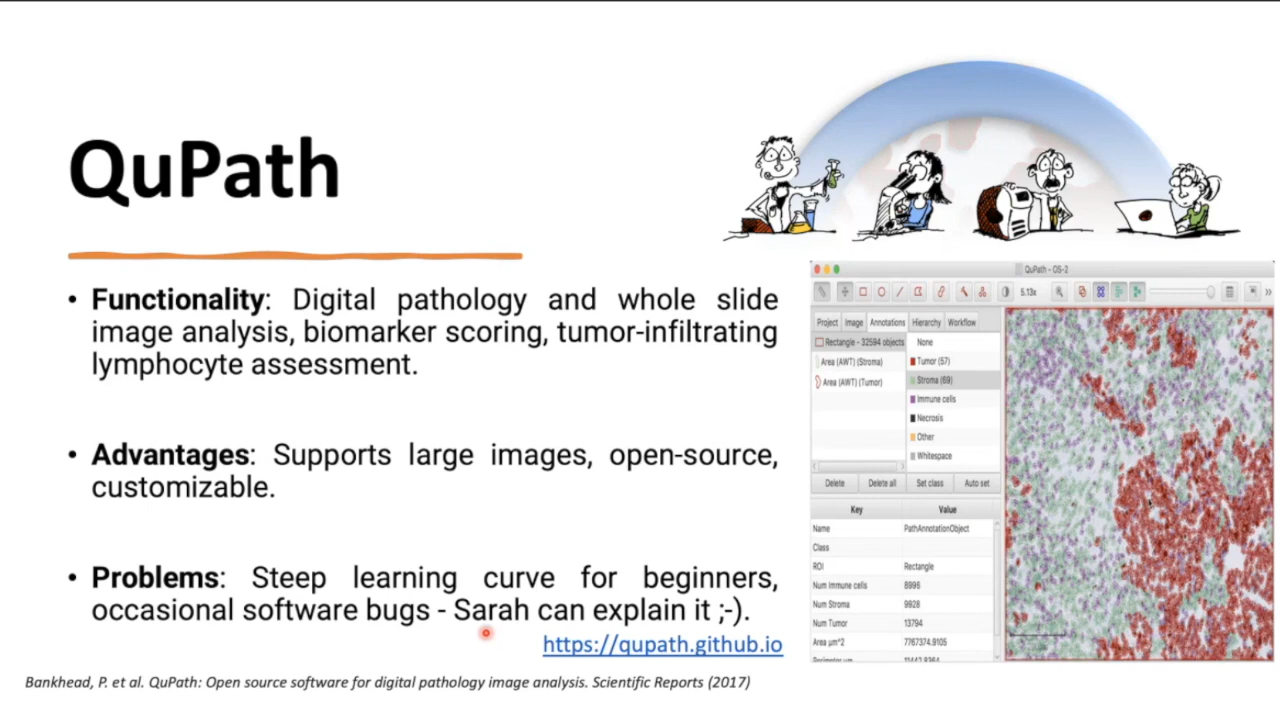 QuPath
• Functionality: Digital pathology and whole slide
image analysis, biomarker scoring, tumor-infiltrating
lymphocyte assessment.
• Advantages: Supports large images, open-source,
customizable.
• Problems: Steep learning curve for beginners,
occasional software bugs - Sarah can explain it ;-).
https://qupath.github.io
Bankhead, P. et al. QuPath: Open source software for digital pathology image analysis. Scientific Reports (2017)
QuPath - OS-2
5.13x
Project Image Annotations Hierarchy Workflow
Rectangle - 32594 objects
Area (AWT) (Stroma)
Area (AWT) (Tumor)
None
Tumor (57)
Stroma (69)
Immune cells
Necrosis
Other
Whitespace
Delete Delete all Set class Auto set
Key Value
Name PathAnnotationObject
Class
ROI Rectangle
Num Immune cells 8996
Num Stroma 9928
Num Tumor 13794
Area µm^2 7767374.9105